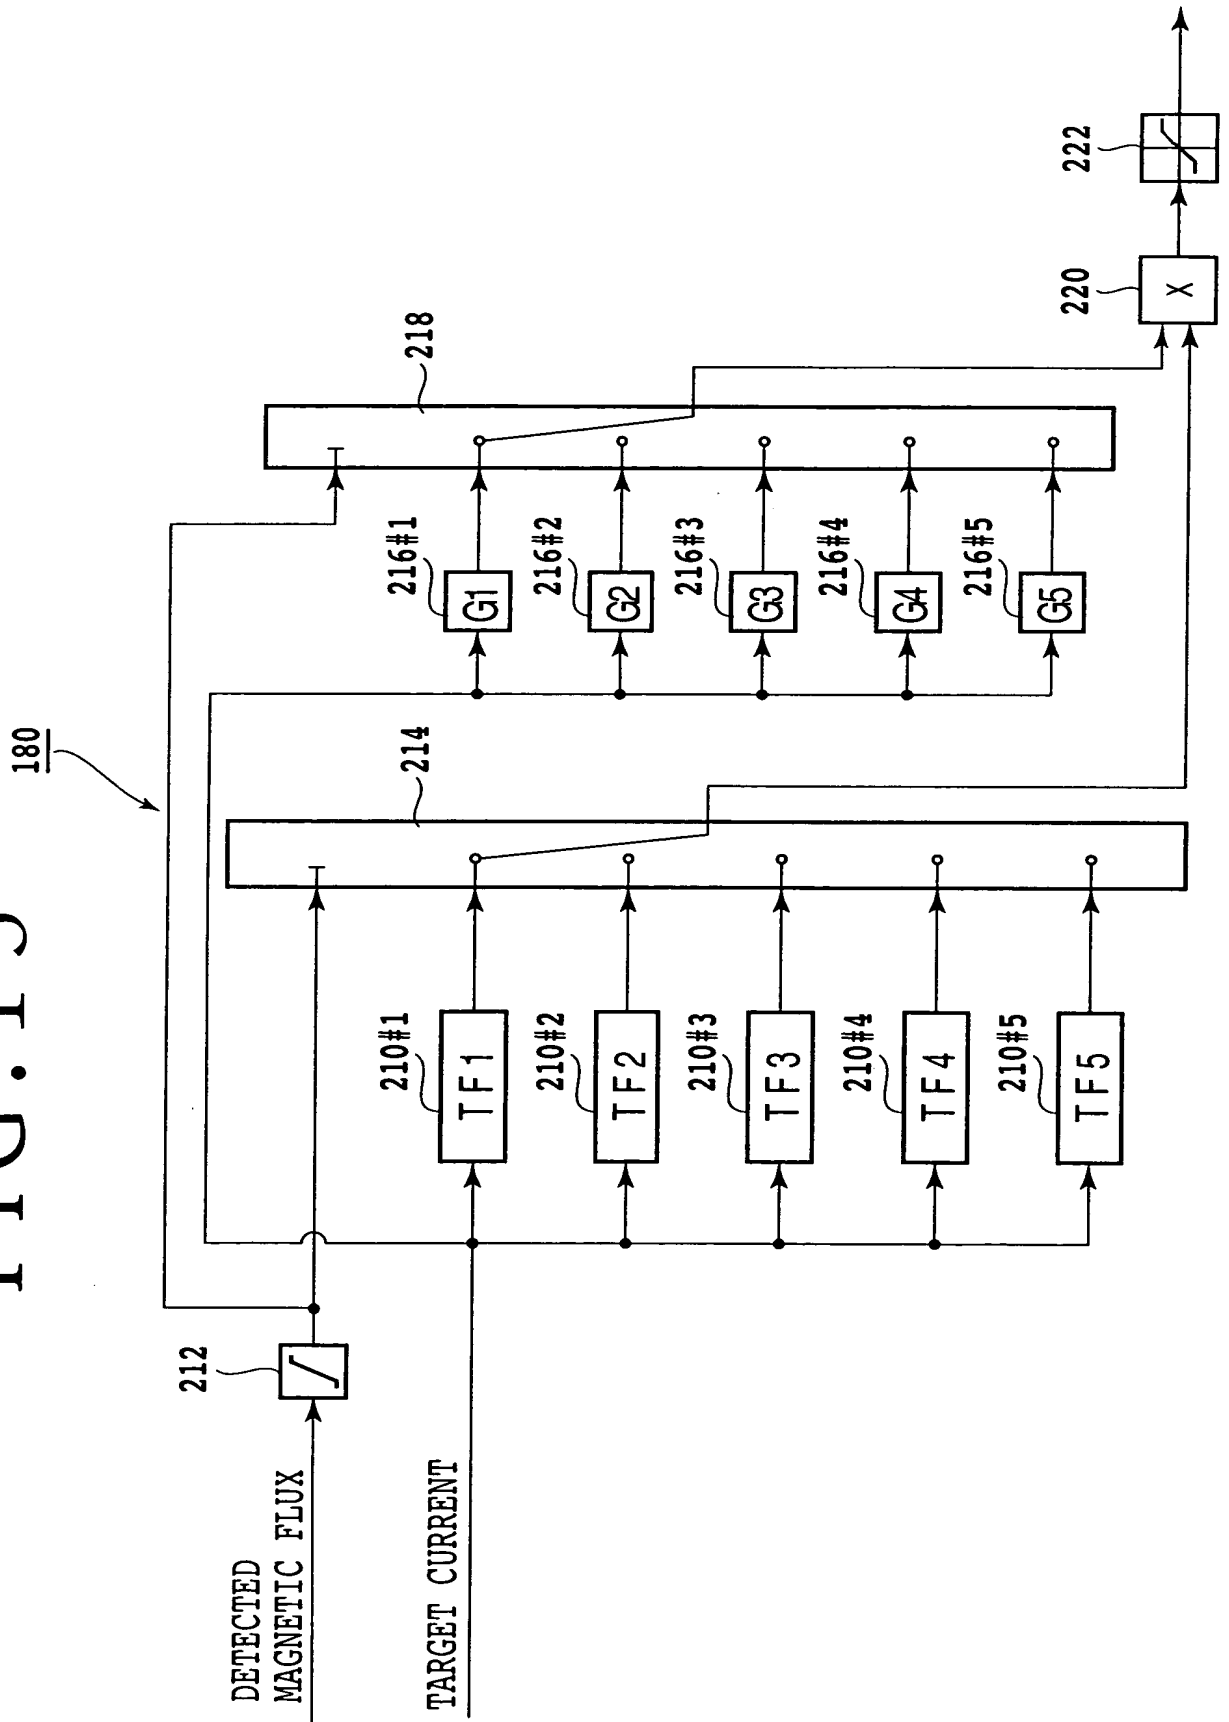 180
DETECTED
MAGNETIC FLUX
212
TARGET CURRENT
210#1
TF1
210#2
TF2
210#3
TF3
210#4
TF4
210#5
TF5
214
216#1
G1
216#2
G2
216#3
G3
216#4
G4
216#5
G5
218
220
X
222